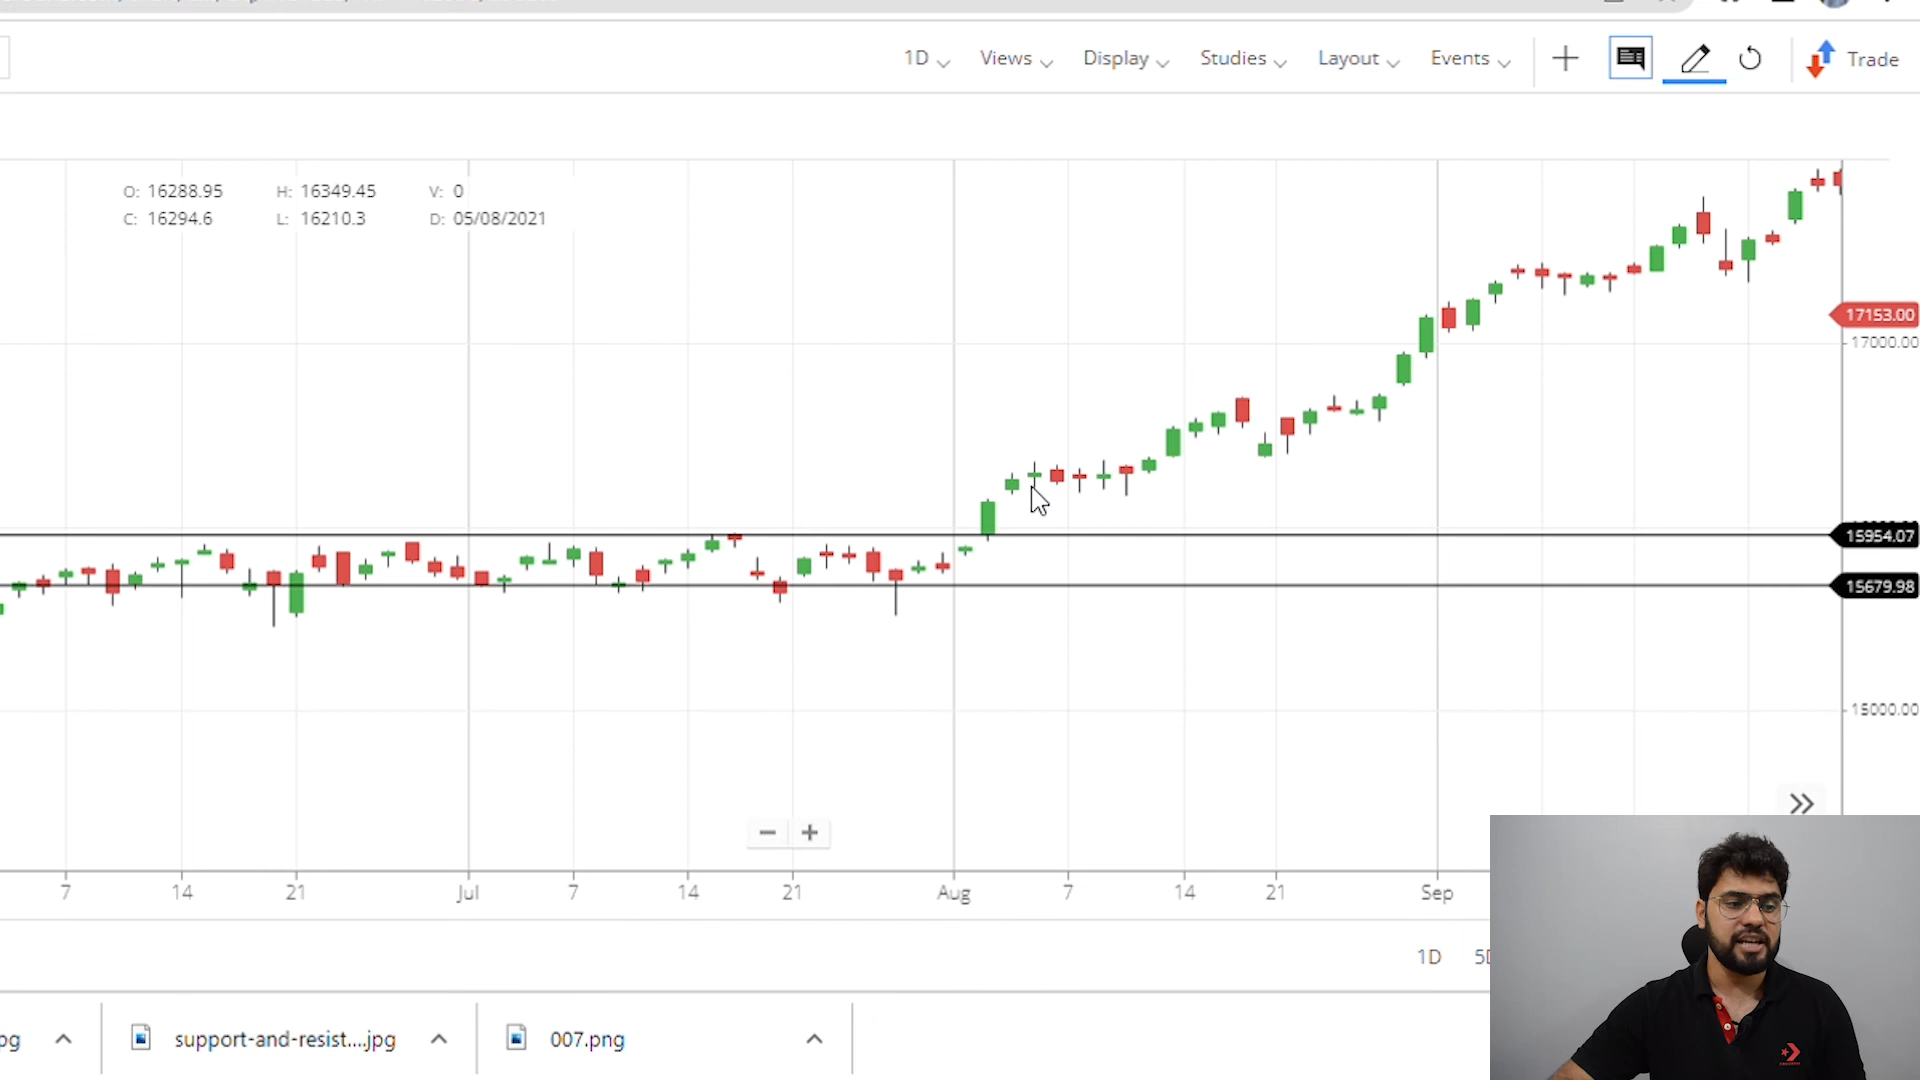 1D Views Display Studies Layout Events Trade
O: 16288.95 H: 16349.45 V: 0
C: 16294.6 L: 16210.3 D: 05/08/2021
17153.00
17000.00
15954.07
15679.98
15000.00
7 14 21 Jul 7 14 21 Aug 7 14 21 Sep
1D
pg support-and-resist....jpg 007.png